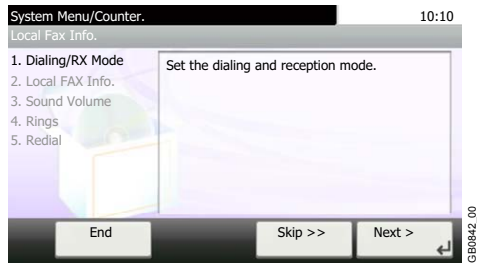 System Menu/Counter.
10:10
Local Fax Info.
1. Dialing/RX Mode
2. Local FAX Info.
3. Sound Volume
4. Rings
5. Redial
Set the dialing and reception mode.
End
Skip >>
Next >
GB0842_00